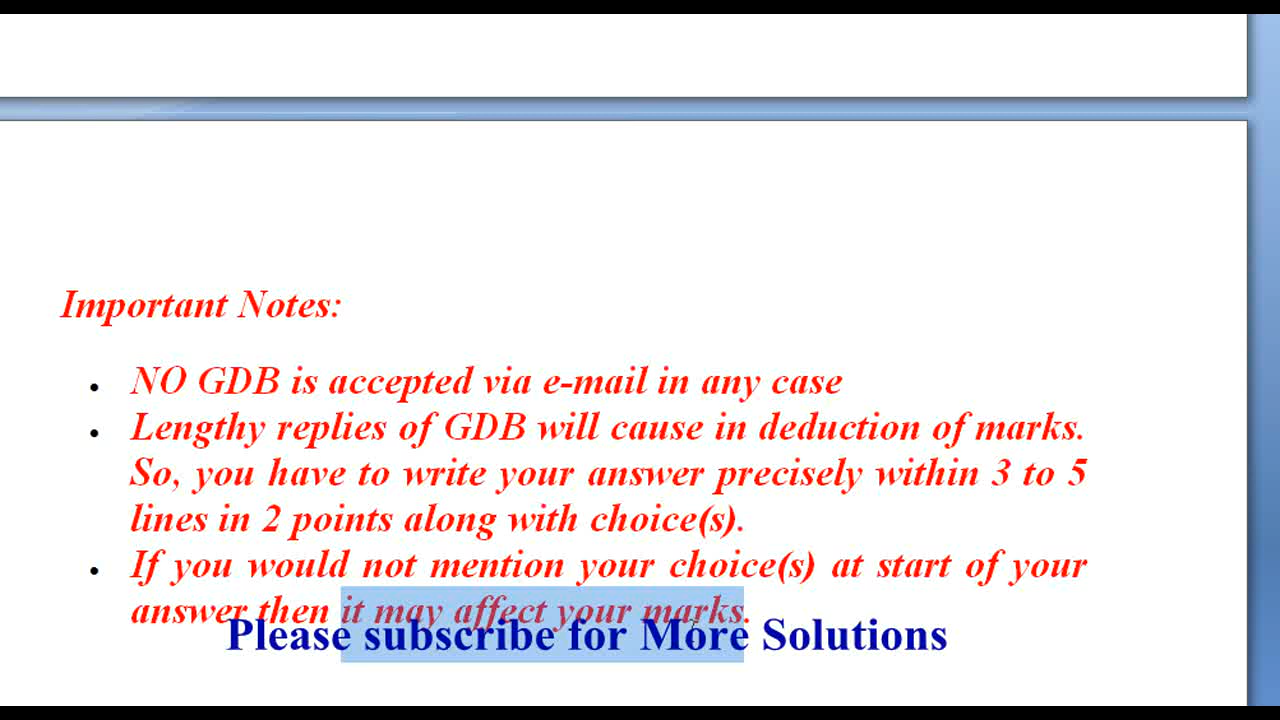 Important Notes:
NO GDB is accepted via e-mail in any case
Lengthy replies of GDB will cause in deduction of marks.
So, you have to write your answer precisely within 3 to 5
lines in 2 points along with choice(s).
If you would not mention your choice(s) at start of your
answer then it may affect your marks.
Please subscribe for More Solutions